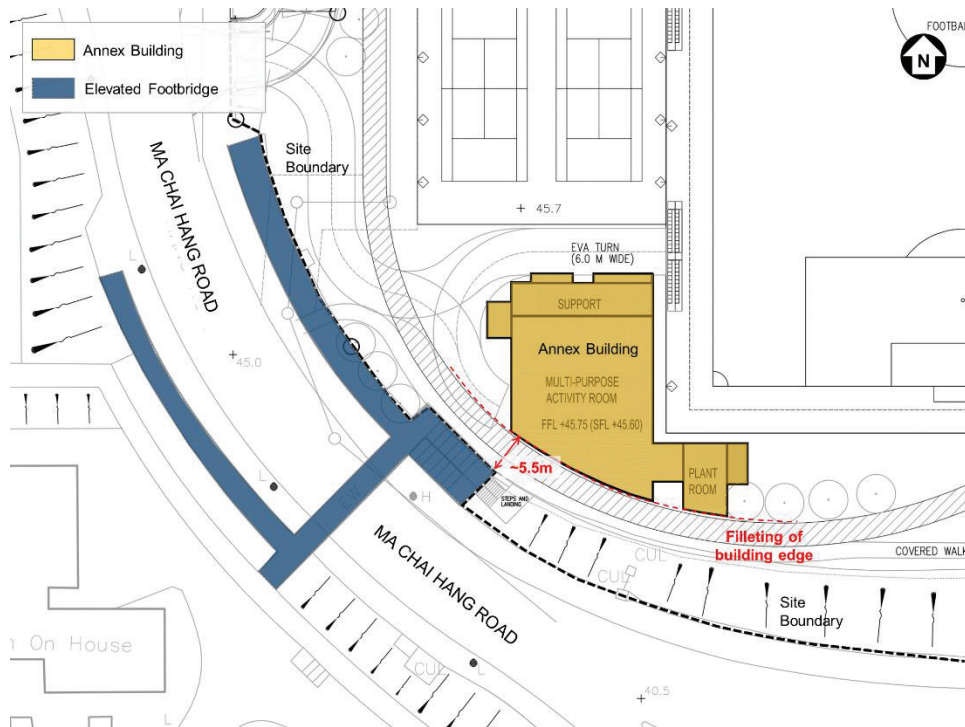 Annex Building
Elevated Footbridge
FOOTBA
N
Site
Boundary
MA CHAI HANG ROAD
L
45.7
EVA TURN
(6.0 M WIDE)
SUPPORT
Annex Building
MULTI-PURPOSE
ACTIVITY ROOM
FFL +45.75 (SFL +45.60)
45.0
~5.5m
PLANT
ROOM
L
H
STEPS AND
LANDING
Filleting of
building edge
COVERED WALK
MA CHAI HANG ROAD
CUL
CUL
Site
Boundary
n On House
CUL
L
40.5
L